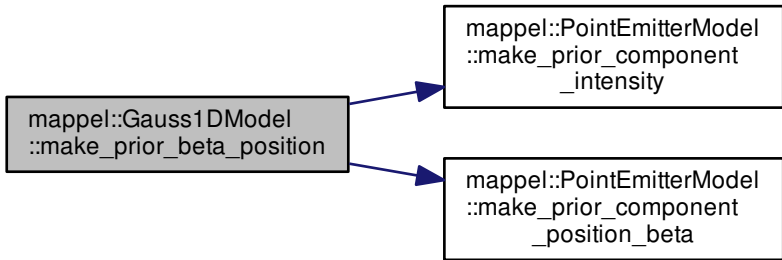 mappel::Gauss1DModel
::make_prior_beta_position
mappel::PointEmitterModel
::make_prior_component
_intensity
mappel::PointEmitterModel
::make_prior_component
_position_beta